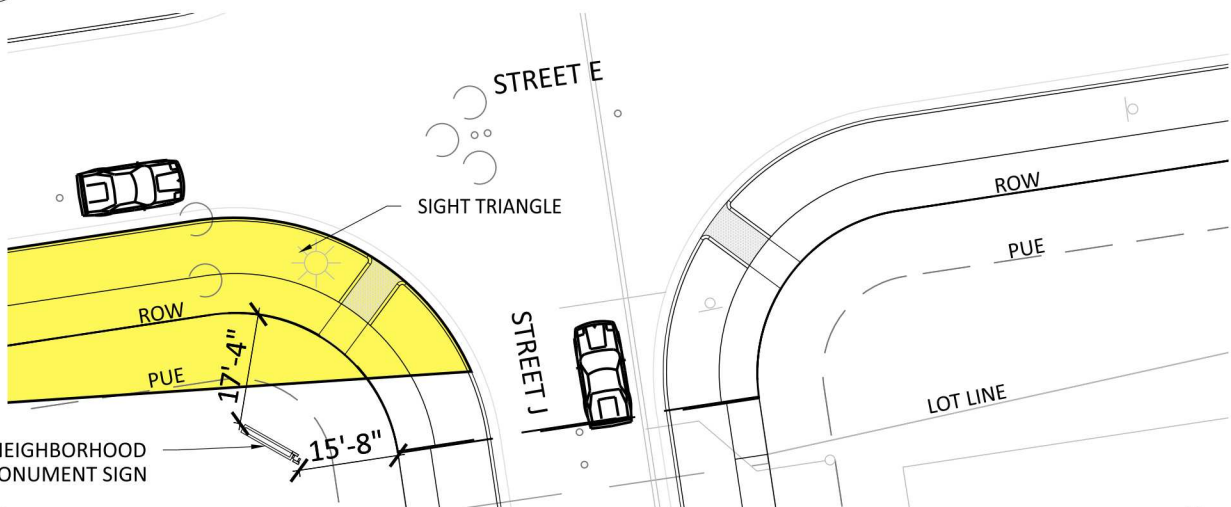 STREET E
SIGHT TRIANGLE
ROW
PUE
17'-4"
15'-8"
NEIGHBORHOOD
MONUMENT SIGN
STREET J
ROW
PUE
LOT LINE